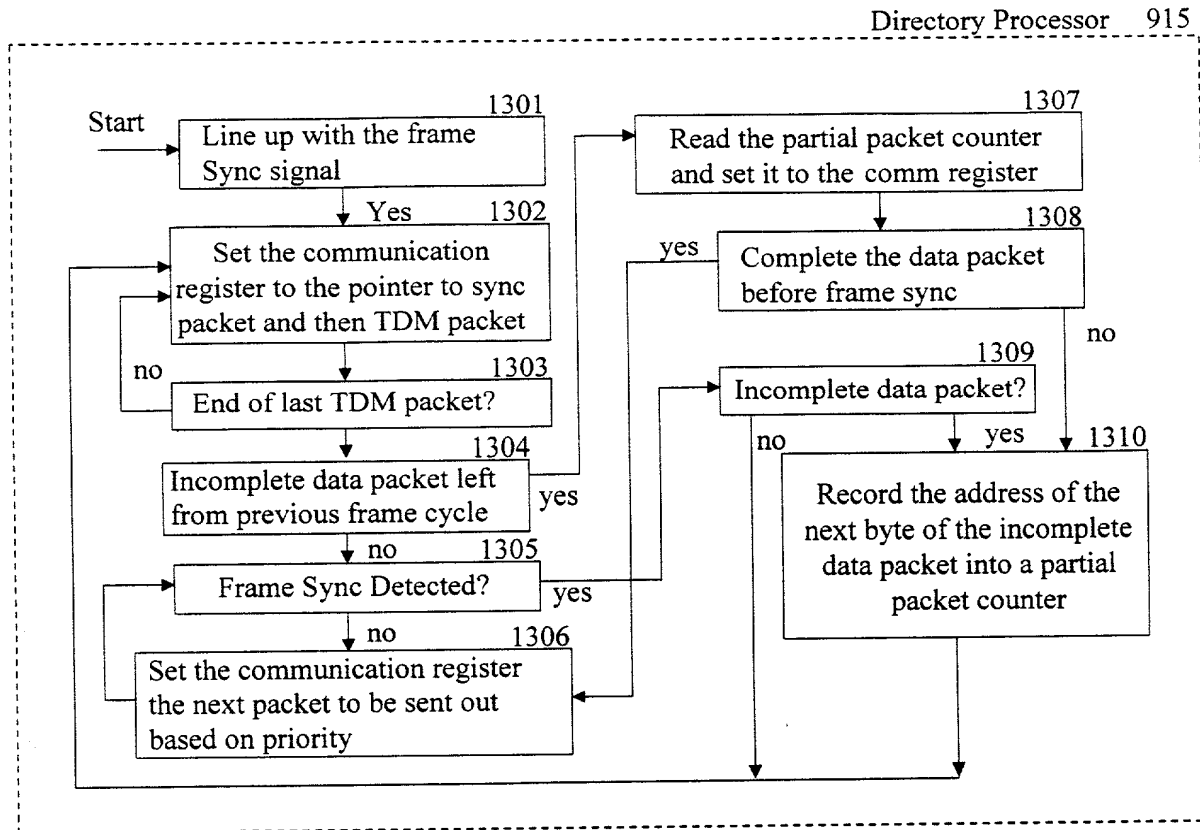 Directory Processor 915
Start
1301
Line up with the frame
Sync signal
Yes
1302
Set the communication
register to the pointer to sync
packet and then TDM packet
no
1303
End of last TDM packet?
1304
Incomplete data packet left
from previous frame cycle
yes
no
1305
Frame Sync Detected?
yes
no
1306
Set the communication register
the next packet to be sent out
based on priority
1307
Read the partial packet counter
and set it to the comm register
1308
yes
Complete the data packet
before frame sync
no
1309
Incomplete data packet?
no
yes
1310
Record the address of the
next byte of the incomplete
data packet into a partial
packet counter